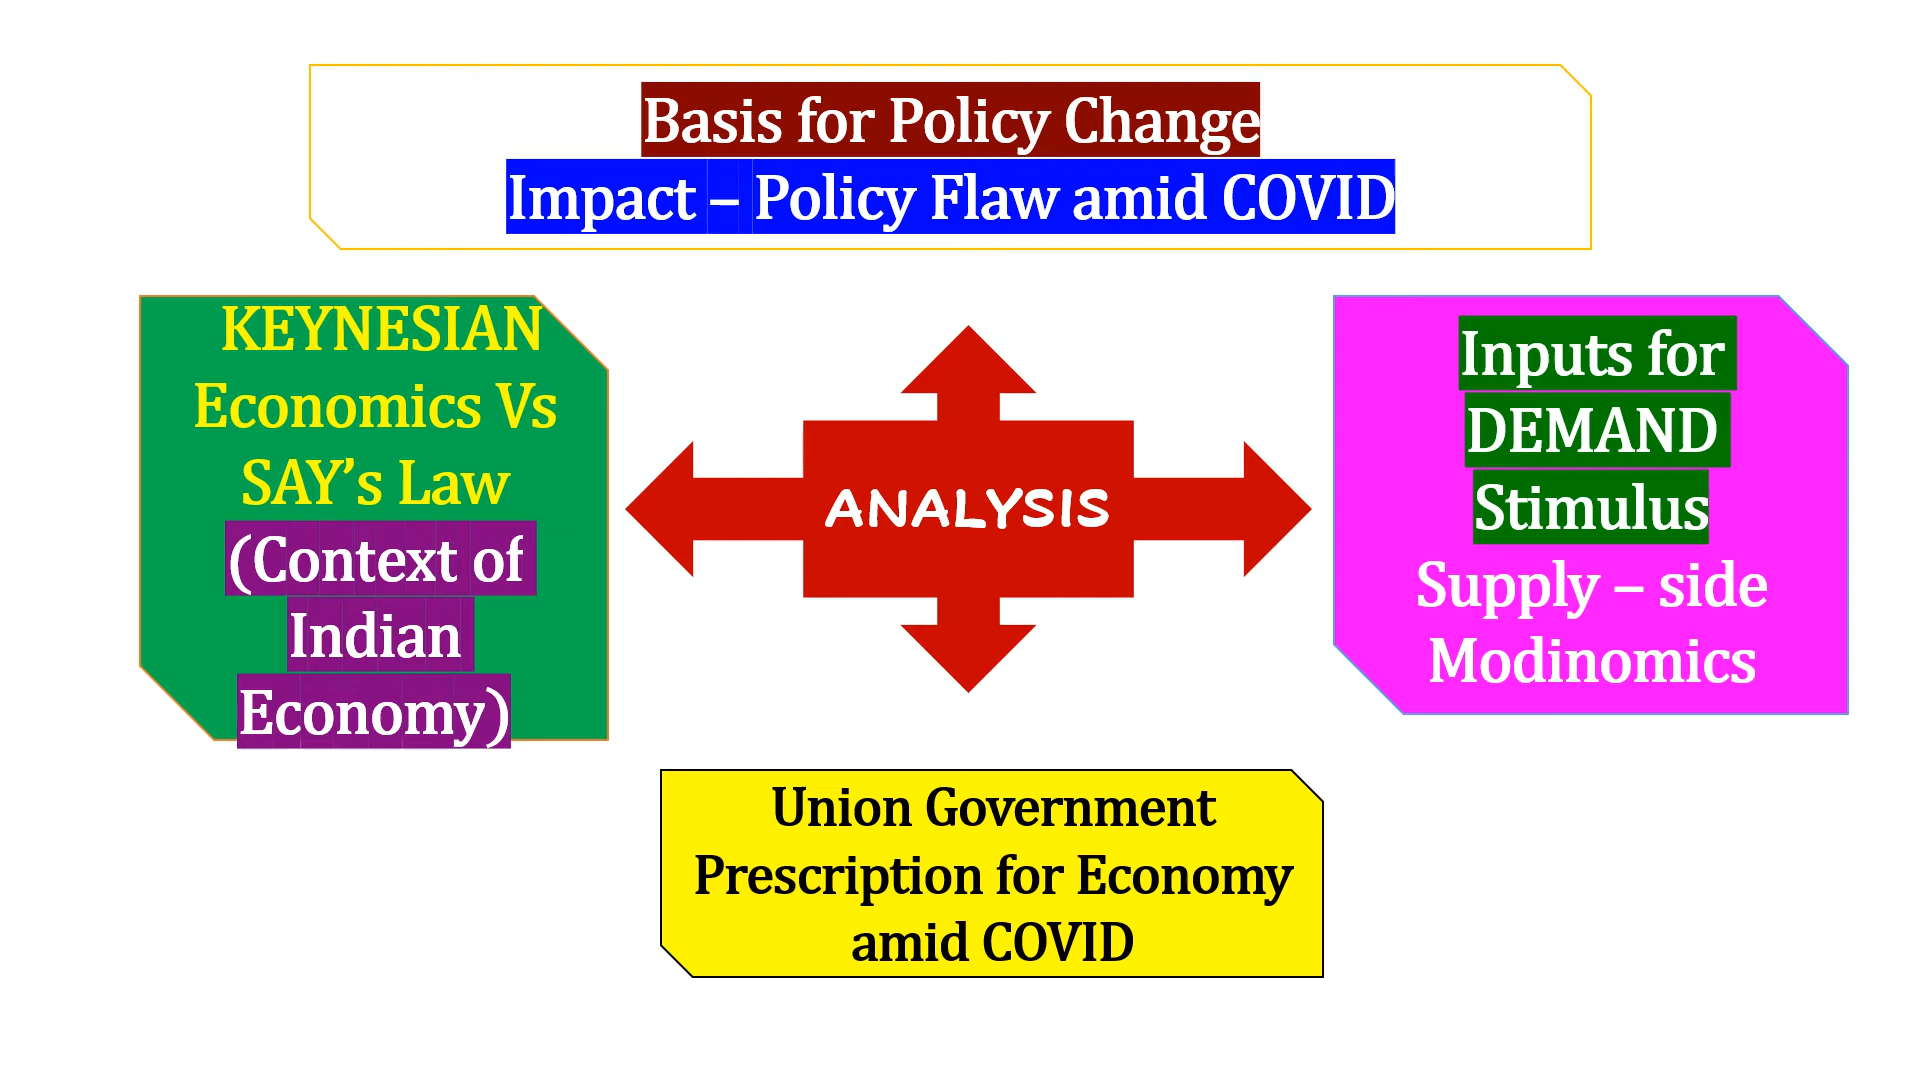 Basis for Policy Change
Impact – Policy Flaw amid COVID
KEYNESIAN
Economics Vs
SAY’s Law
(Context of
Indian
Economy)
ANALYSIS
Inputs for
DEMAND
Stimulus
Supply – side
Modinomics
Union Government
Prescription for Economy
amid COVID